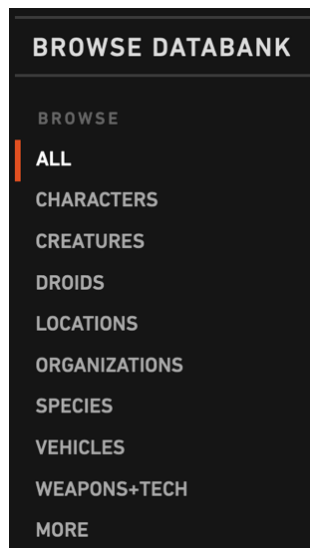 BROWSE DATABANK
BROWSE
ALL
CHARACTERS
CREATURES
DROIDS
LOCATIONS
ORGANIZATIONS
SPECIES
VEHICLES
WEAPONS+TECH
MORE